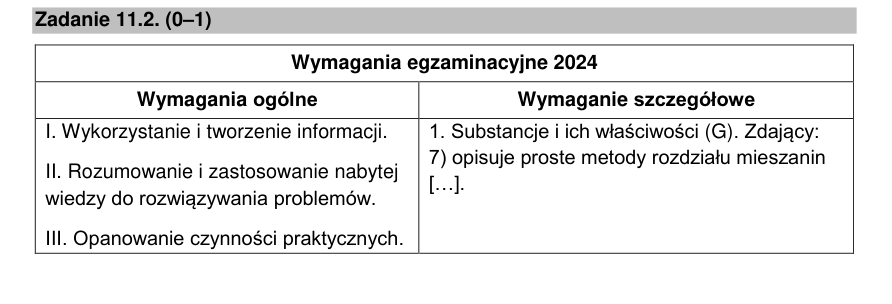 Zadanie 11.2. (0–1)
Wymagania egzaminacyjne 2024
Wymagania ogólne
Wymaganie szczegółowe
I. Wykorzystanie i tworzenie informacji.
II. Rozumowanie i zastosowanie nabytej
wiedzy do rozwiązywania problemów.
III. Opanowanie czynności praktycznych.
1. Substancje i ich właściwości (G). Zdający:
7) opisuje proste metody rozdziału mieszanin
[…].